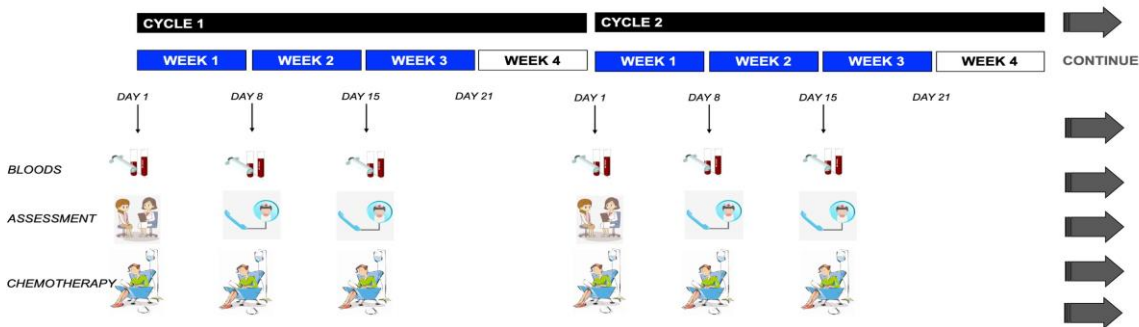 CYCLE 1 CYCLE 2
WEEK 1 WEEK 2 WEEK 3 WEEK 4 WEEK 1 WEEK 2 WEEK 3 WEEK 4 CONTINUE
DAY 1 DAY 8 DAY 15 DAY 21 DAY 1 DAY 8 DAY 15 DAY 21
BLOODS
ASSESSMENT
CHEMOTHERAPY